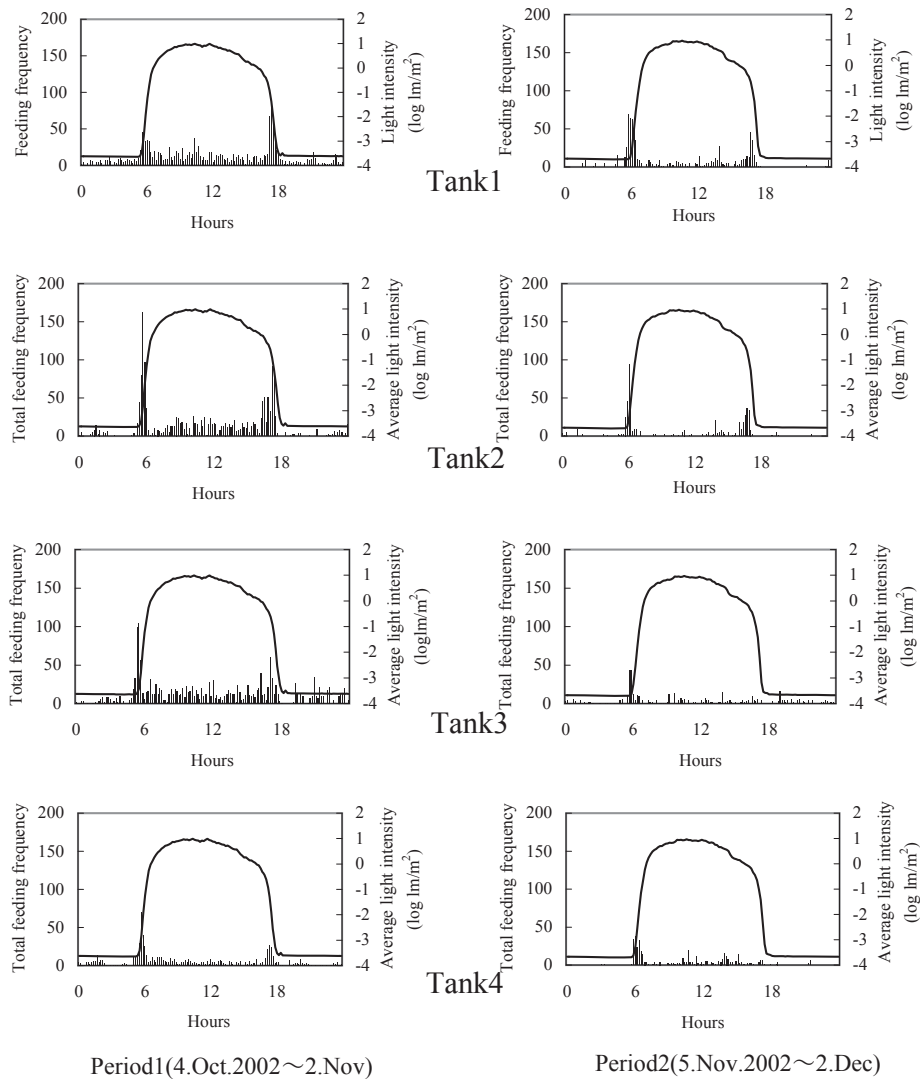 200
150
100
50
0
Feeding frequency
2
1
0
-1
-2
-3
-4
Light intensity
(log lm/m²)
0 6 12 18
Hours
200
150
100
50
0
Feeding frequency
2
1
0
-1
-2
-3
-4
Light intensity
(log lm/m²)
0 6 12 18
Hours
Tank1
200
150
100
50
0
Total feeding frequency
2
1
0
-1
-2
-3
-4
Average light intensity
(log lm/m²)
0 6 12 18
Hours
200
150
100
50
0
Total feeding frequency
2
1
0
-1
-2
-3
-4
Average light intensity
(log lm/m²)
0 6 12 18
Hours
Tank2
200
150
100
50
0
Total feeding frequency
2
1
0
-1
-2
-3
-4
Average light intensity
(loglm/m²)
0 6 12 18
Hours
200
150
100
50
0
Total feeding frequency
2
1
0
-1
-2
-3
-4
Average light intensity
(log lm/m²)
0 6 12 18
Hours
Tank3
200
150
100
50
0
Total feeding frequency
2
1
0
-1
-2
-3
-4
Average light intensity
(log lm/m²)
0 6 12 18
Hours
200
150
100
50
0
Total feeding frequency
2
1
0
-1
-2
-3
-4
Average light intensity
(log lm/m²)
0 6 12 18
Hours
Tank4
Period1(4.Oct.2002～2.Nov)
Period2(5.Nov.2002～2.Dec)